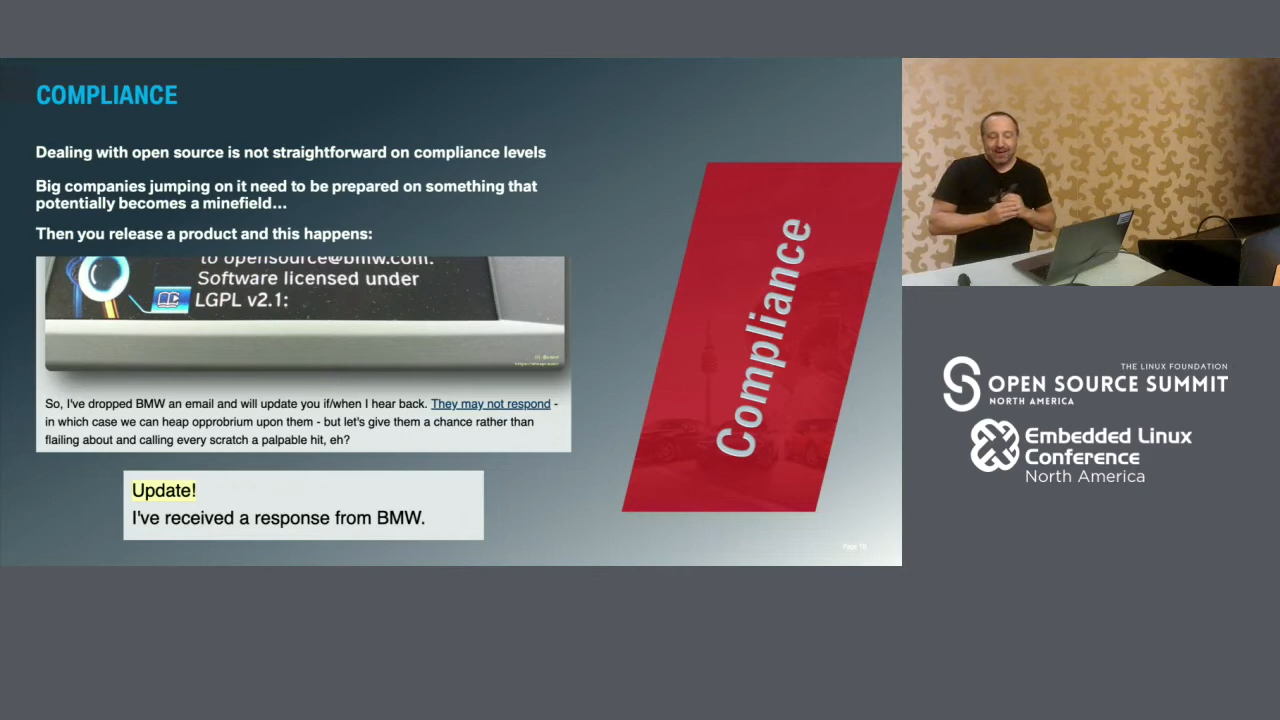 COMPLIANCE
Dealing with open source is not straightforward on compliance levels
Big companies jumping on it need to be prepared on something that
potentially becomes a minefield...
Then you release a product and this happens:
to opensource@bmw.com.
Software licensed under
LGPL v2.1:
So, I've dropped BMW an email and will update you if/when I hear back. They may not respond -
in which case we can heap opprobrium upon them - but let's give them a chance rather than
flailing about and calling every scratch a palpable hit, eh?
Update!
I've received a response from BMW.
Compliance
THE LINUX FOUNDATION
OPEN SOURCE SUMMIT
NORTH AMERICA
Embedded Linux
Conference
North America